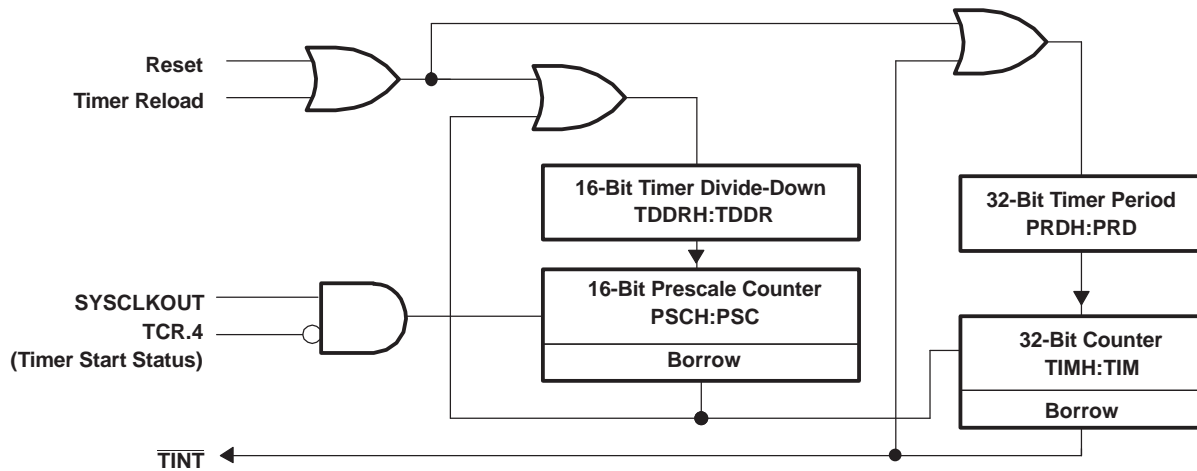 Reset
Timer Reload
16-Bit Timer Divide-Down
TDDRH:TDDR
32-Bit Timer Period
PRDH:PRD
SYSCLKOUT
TCR.4
(Timer Start Status)
16-Bit Prescale Counter
PSCH:PSC
Borrow
32-Bit Counter
TIMH:TIM
Borrow
TINT